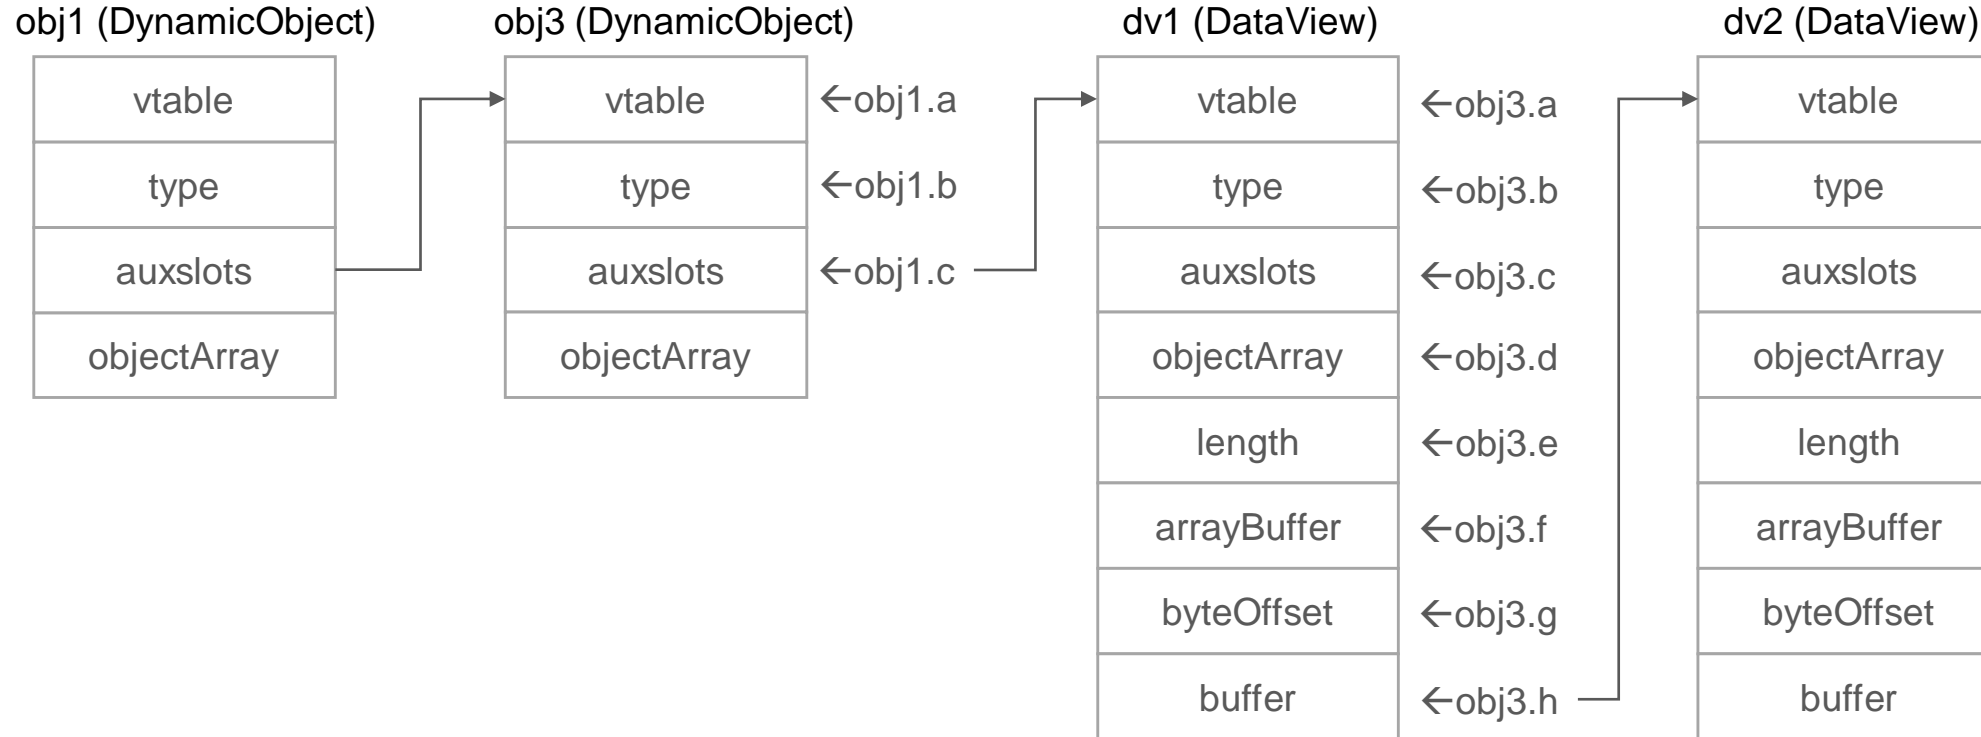 obj1 (DynamicObject) obj3 (DynamicObject) dv1 (DataView) dv2 (DataView)
vtable vtable ←obj1.a vtable ←obj3.a vtable
type type ←obj1.b type ←obj3.b type
auxslots auxslots ←obj1.c auxslots ←obj3.c auxslots
objectArray objectArray objectArray ←obj3.d objectArray
length ←obj3.e length
arrayBuffer ←obj3.f arrayBuffer
byteOffset ←obj3.g byteOffset
buffer ←obj3.h buffer